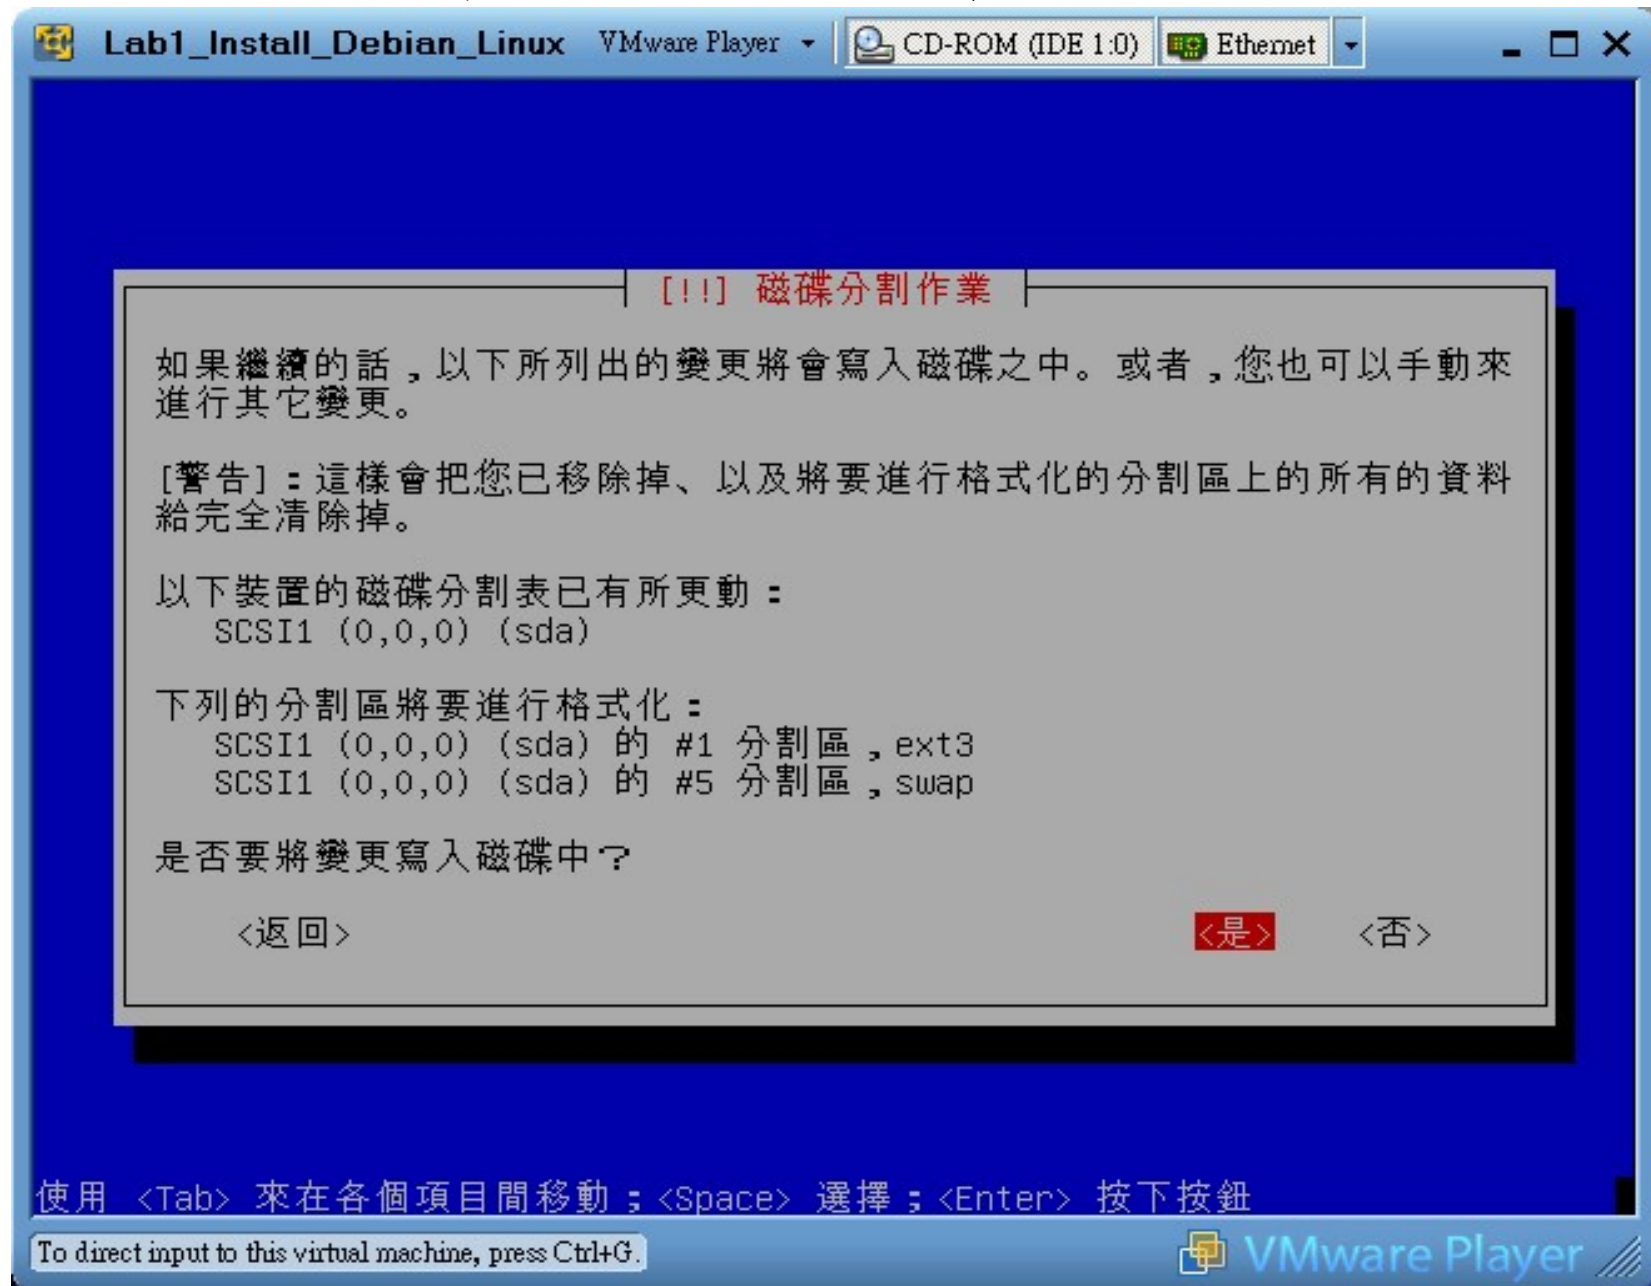 Lab1_Install_Debian_Linux VMware Player CD-ROM (IDE 1:0) Ethernet
[!!] 磁碟分割作業
如果繼續的話,以下所列出的變更將會寫入磁碟之中。或者,您也可以手動來
進行其它變更。
[警告]:這樣會把您已移除掉、以及將要進行格式化的分割區上的所有的資料
給完全清除掉。
以下裝置的磁碟分割表已有所更動:
SCSI1 (0,0,0) (sda)
下列的分割區將要進行格式化:
SCSI1 (0,0,0) (sda) 的 #1 分割區,ext3
SCSI1 (0,0,0) (sda) 的 #5 分割區,swap
是否要將變更寫入磁碟中?
<返回> <是> <否>
使用 <Tab> 來在各個項目間移動;<Space> 選擇;<Enter> 按下按鈕
To direct input to this virtual machine, press Ctrl+G. VMware Player